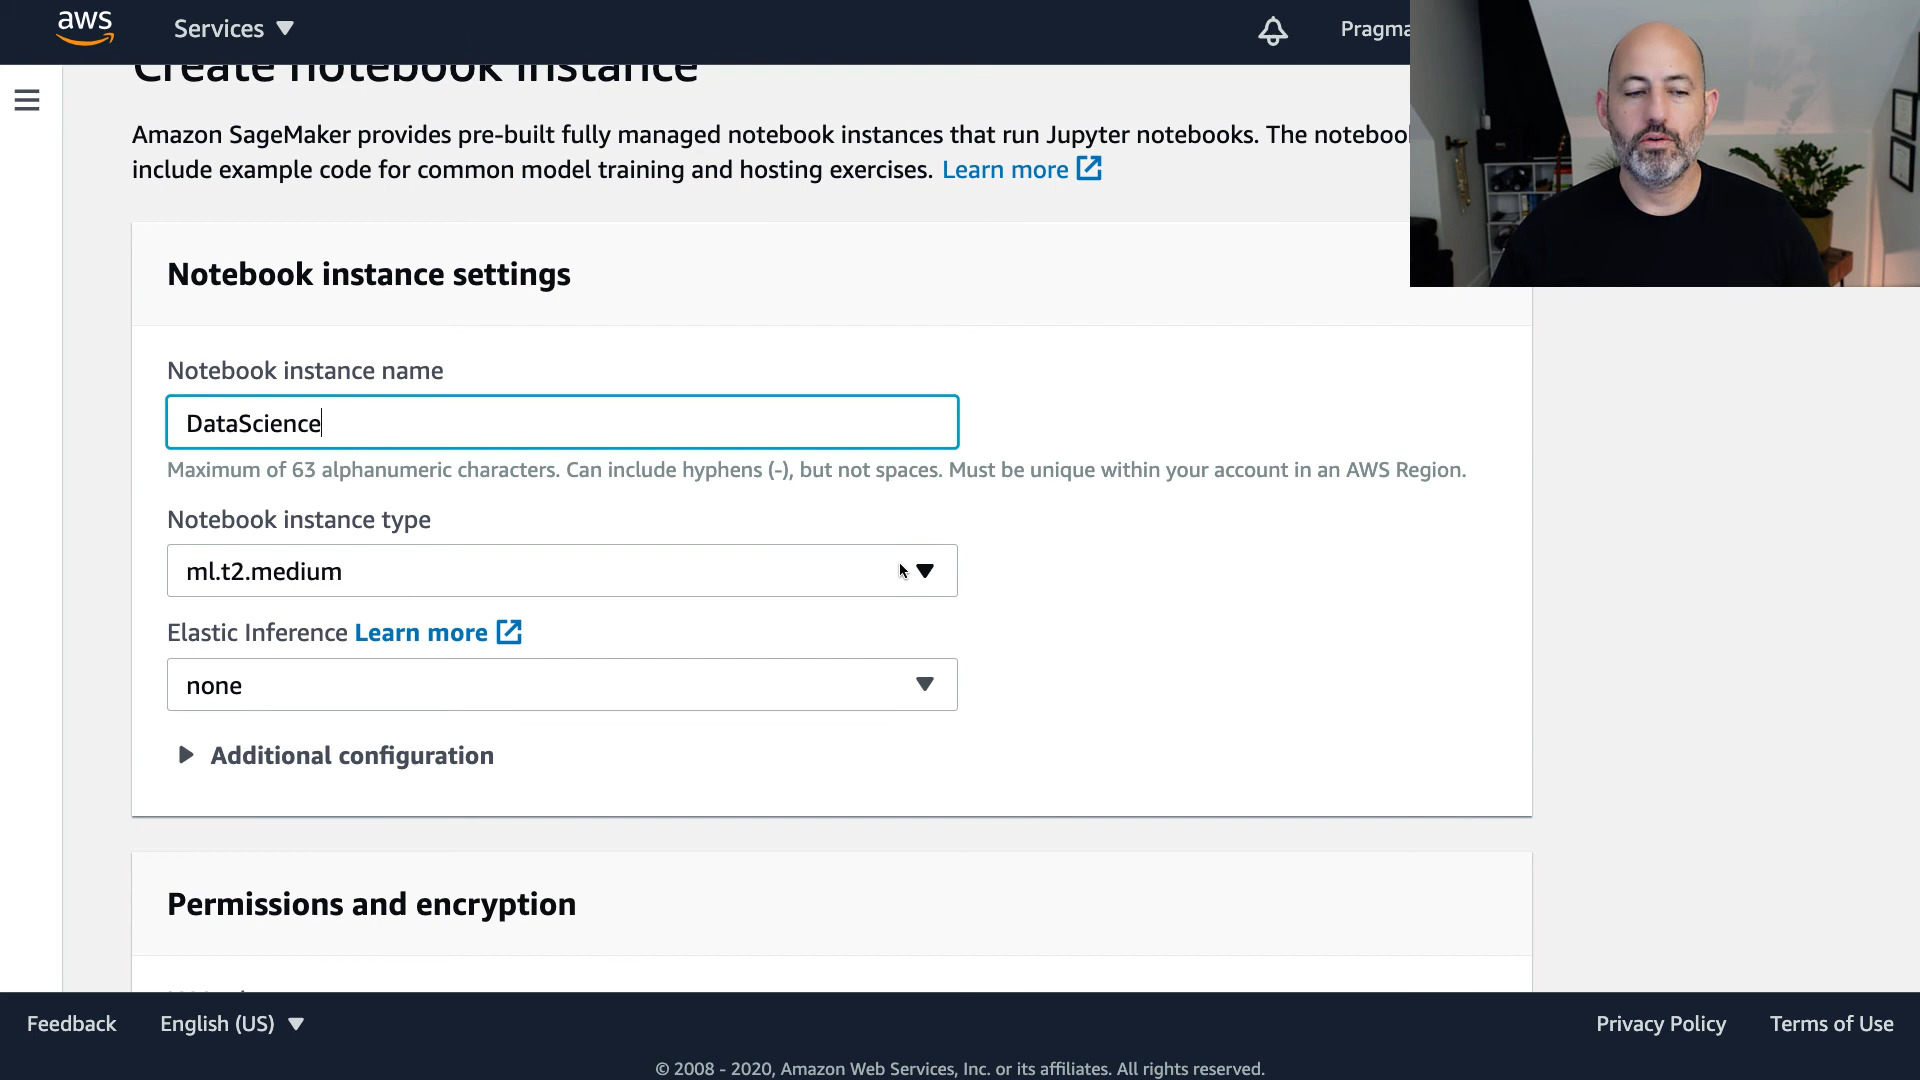 aws
Services
Pragma
Create notebook instance
Amazon SageMaker provides pre-built fully managed notebook instances that run Jupyter notebooks. The noteboo
include example code for common model training and hosting exercises. Learn more
Notebook instance settings
Notebook instance name
DataScience
Maximum of 63 alphanumeric characters. Can include hyphens (-), but not spaces. Must be unique within your account in an AWS Region.
Notebook instance type
ml.t2.medium
Elastic Inference Learn more
none
Additional configuration
Permissions and encryption
Feedback
English (US)
Privacy Policy
Terms of Use
© 2008 - 2020, Amazon Web Services, Inc. or its affiliates. All rights reserved.